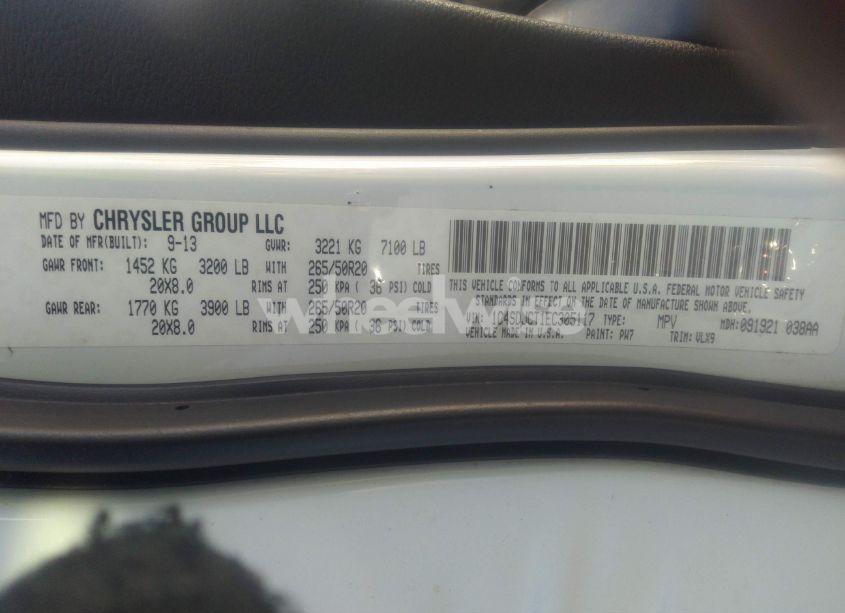 MFD BY CHRYSLER GROUP LLC
DATE OF MFR(BUILT): 9-13 GVWR: 3221 KG 7100 LB
GAWR FRONT: 1452 KG 3200 LB WITH 265/50R20 TIRES
20X8.0 RIMS AT 250 KPA ( 36 PSI) COLD
GAWR REAR: 1770 KG 3900 LB WITH 265/50R20 TIRES
20X8.0 RIMS AT 250 KPA ( 36 PSI) COLD
THIS VEHICLE CONFORMS TO ALL APPLICABLE U.S.A. FEDERAL MOTOR VEHICLE SAFETY
STANDARDS IN EFFECT ON THE DATE OF MANUFACTURE SHOWN ABOVE.
VIN: 1C4SDJCT1EC305117 TYPE: MPV MDH: 091921 038AA
VEHICLE MADE IN U.S.A. PAINT: PW7 TRIM: VLX9